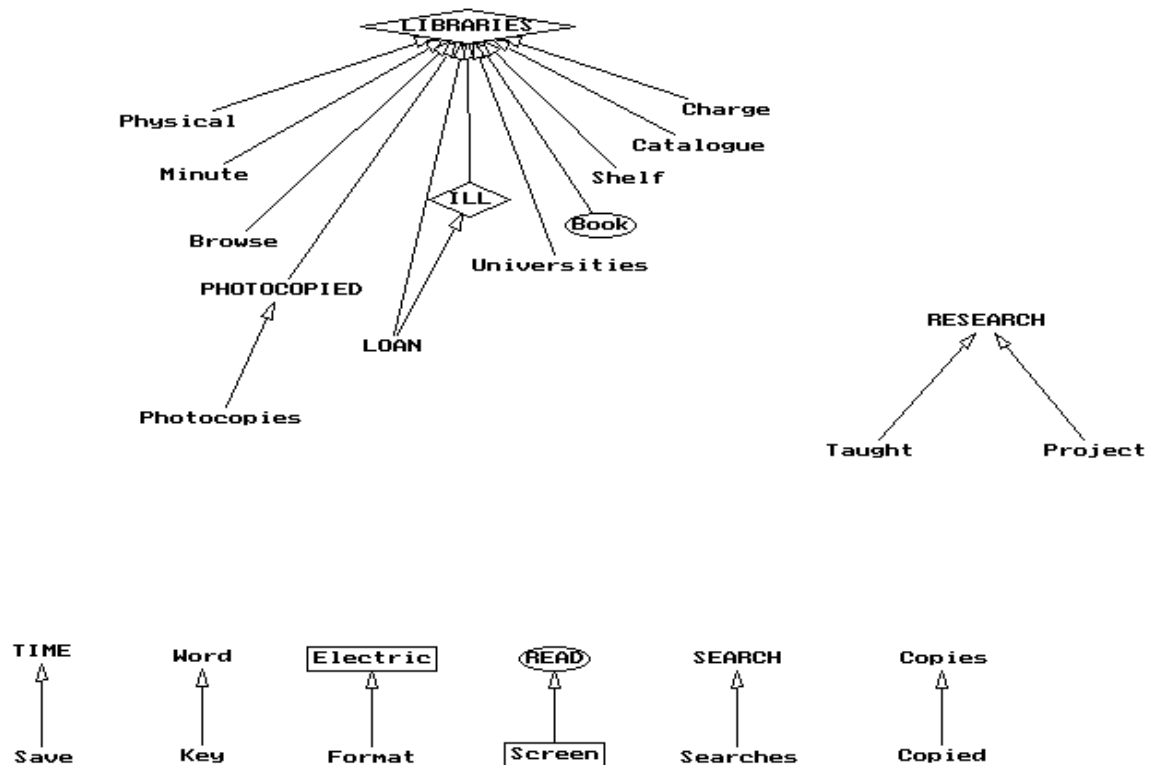 LIBRARIES
Physical
Charge
Minute
Catalogue
Shelf
ILL
Browse
Book
Universities
PHOTOCOPIED
LOAN
RESEARCH
Photocopies
Taught
Project
TIME
Word
Electric
READ
SEARCH
Copies
Save
Key
Format
Screen
Searches
Copied